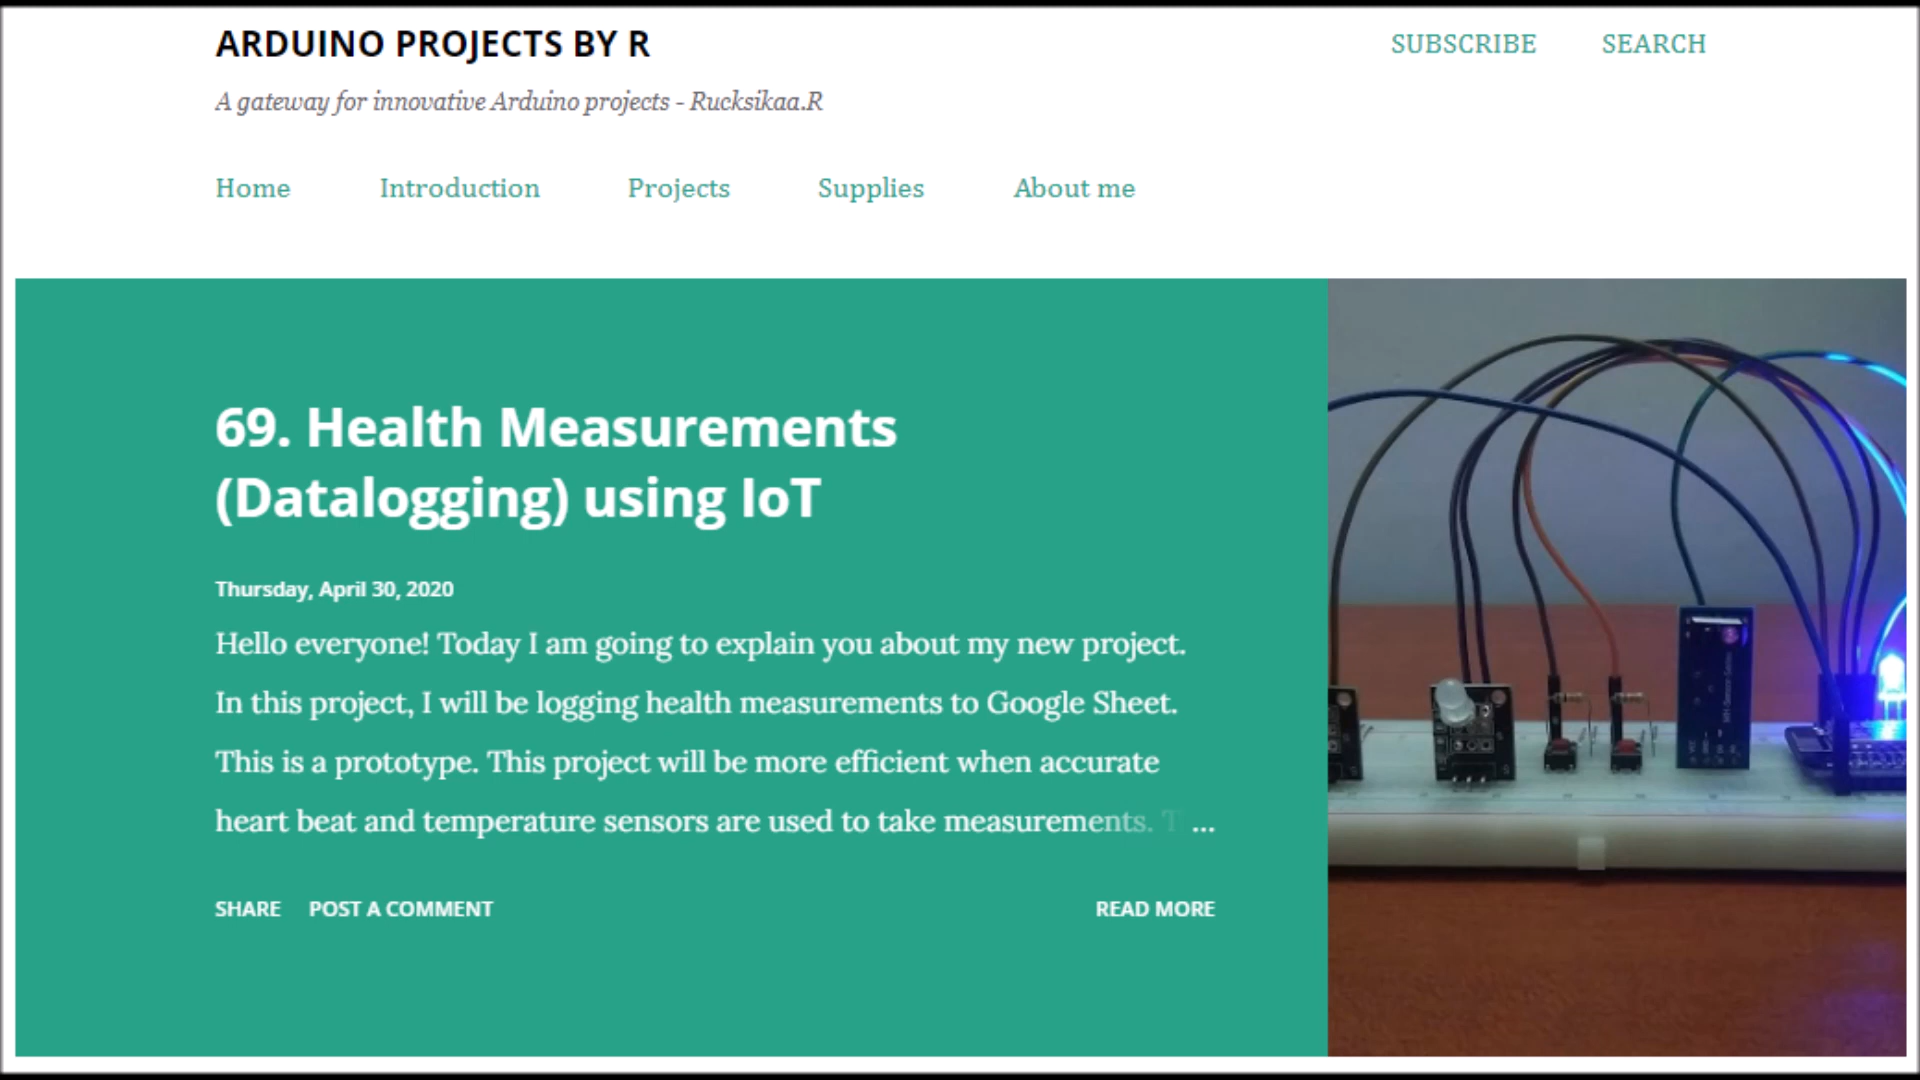 ARDUINO PROJECTS BY R
SUBSCRIBE
SEARCH
A gateway for innovative Arduino projects - Rucksikaa.R
Home
Introduction
Projects
Supplies
About me
69. Health Measurements
(Datalogging) using IoT
Thursday, April 30, 2020
Hello everyone! Today I am going to explain you about my new project.
In this project, I will be logging health measurements to Google Sheet.
This is a prototype. This project will be more efficient when accurate
heart beat and temperature sensors are used to take measurements. T ...
SHARE
POST A COMMENT
READ MORE